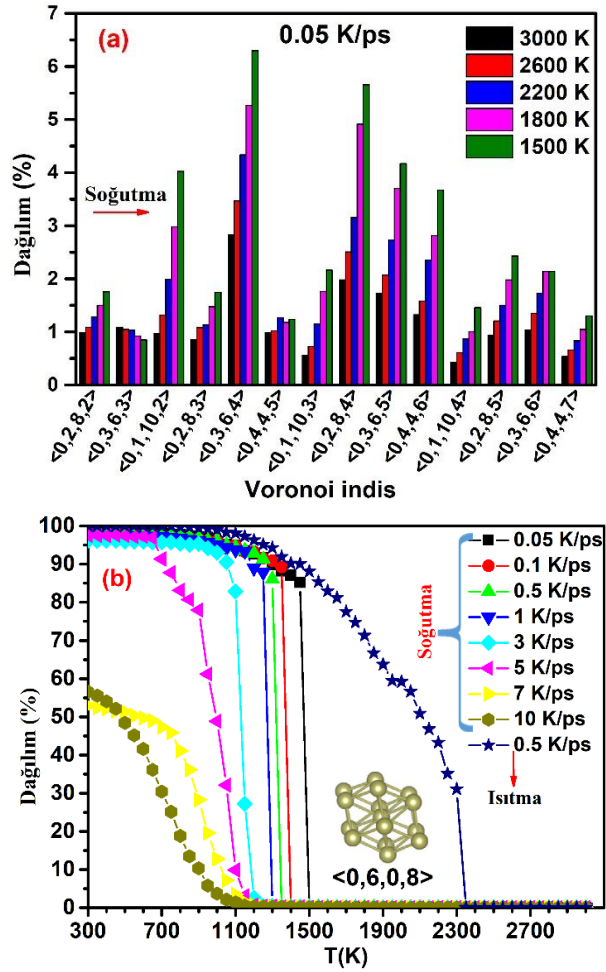 (a)
0.05 K/ps
3000 K
2600 K
2200 K
1800 K
1500 K
Soğutma
Dağılım (%)
7
6
5
4
3
2
1
0
<0,2,8,2>
<0,3,6,3>
<0,1,10,2>
<0,2,8,3>
<0,3,6,4>
<0,4,4,5>
<0,1,10,3>
<0,2,8,4>
<0,3,6,5>
<0,4,4,6>
<0,1,10,4>
<0,2,8,5>
<0,3,6,6>
<0,4,4,7>
Voronoi indis
(b)
100
90
80
70
60
50
40
30
20
10
0
Dağılım (%)
0.05 K/ps
0.1 K/ps
0.5 K/ps
1 K/ps
3 K/ps
5 K/ps
7 K/ps
10 K/ps
0.5 K/ps
Soğutma
Isıtma
<0,6,0,8>
300 700 1100 1500 1900 2300 2700
T(K)